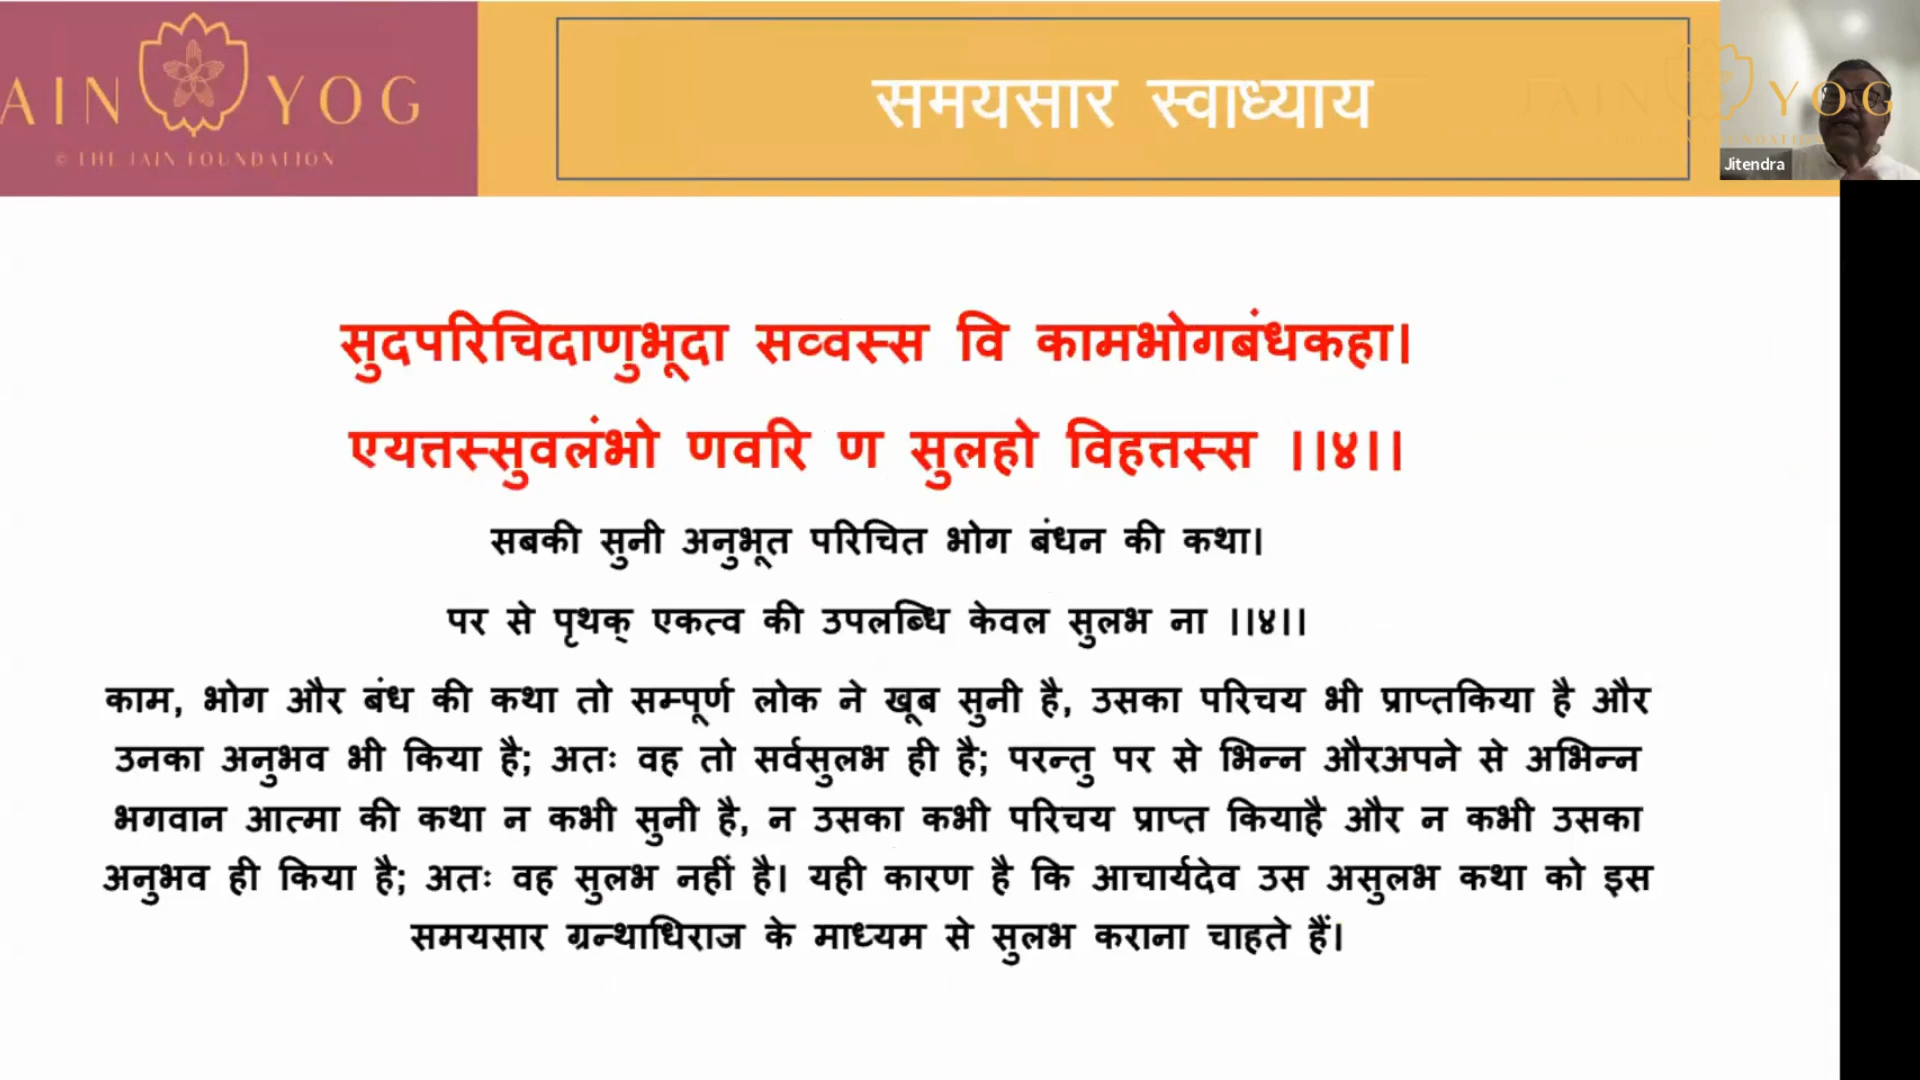 AIN YOG
© THE JAIN FOUNDATION
समयसार स्वाध्याय
YOG
Jitendra
सुदपरिचिदाणुभूदा सव्वस्स वि कामभोगबंधकहा।
एयत्तस्सुवलंभो णवरि ण सुलहो विहत्तस्स ।।४।।
सबकी सुनी अनुभूत परिचित भोग बंधन की कथा।
पर से पृथक् एकत्व की उपलब्धि केवल सुलभ ना ।।४।।
काम, भोग और बंध की कथा तो सम्पूर्ण लोक ने खूब सुनी है, उसका परिचय भी प्राप्तकिया है और
उनका अनुभव भी किया है; अतः वह तो सर्वसुलभ ही है; परन्तु पर से भिन्न औरअपने से अभिन्न
भगवान आत्मा की कथा न कभी सुनी है, न उसका कभी परिचय प्राप्त कियाहै और न कभी उसका
अनुभव ही किया है; अतः वह सुलभ नहीं है। यही कारण है कि आचार्यदेव उस असुलभ कथा को इस
समयसार ग्रन्थाधिराज के माध्यम से सुलभ कराना चाहते हैं।